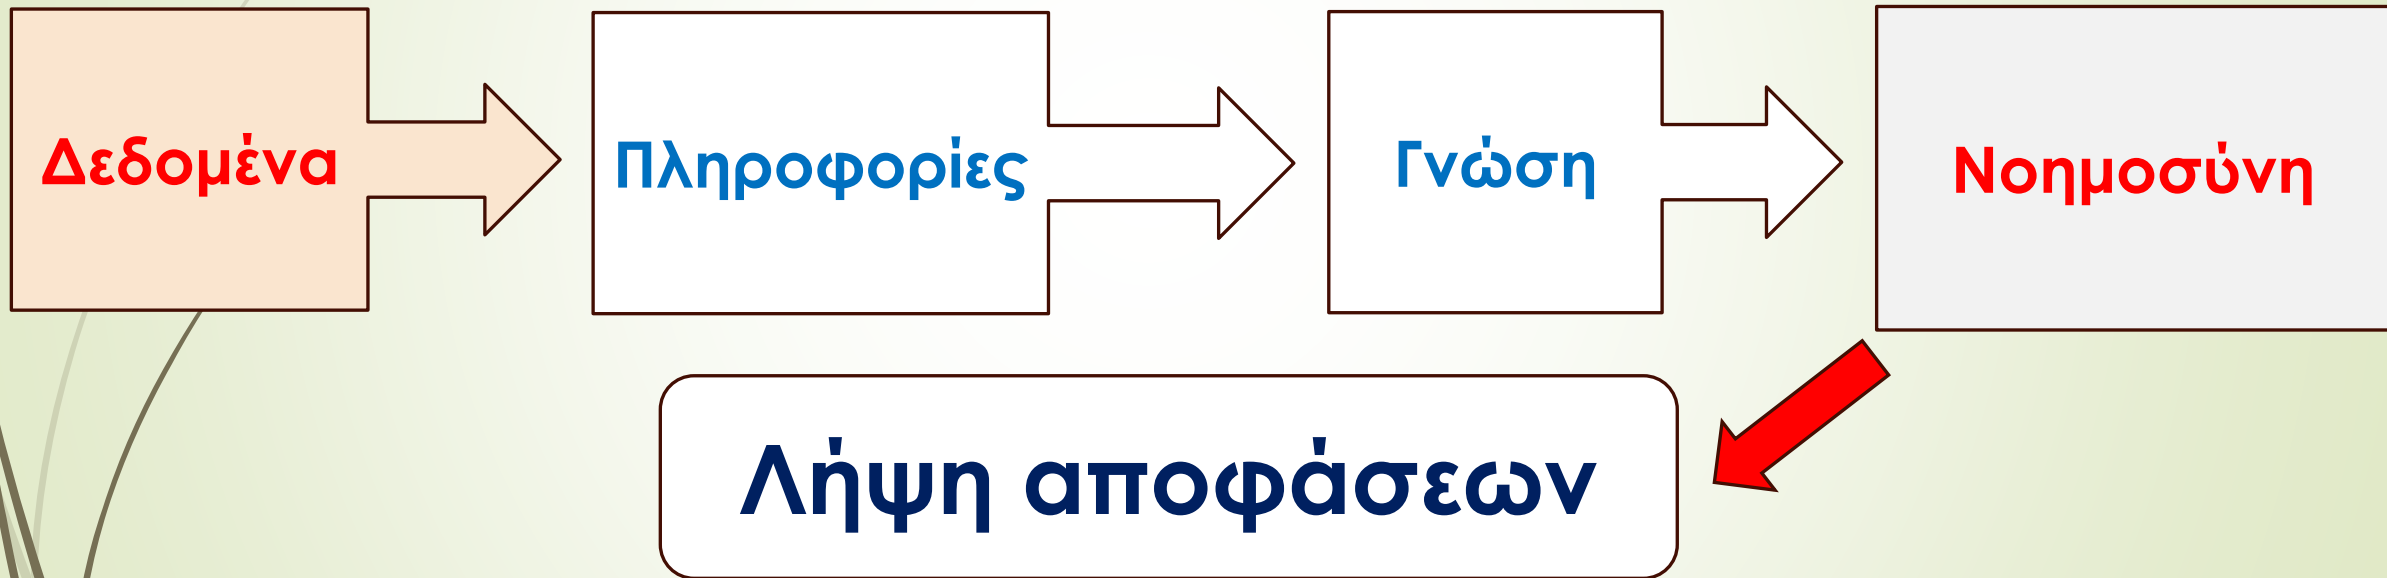 Δεδομένα
Πληροφορίες
Γνώση
Νοημοσύνη
Λήψη αποφάσεων